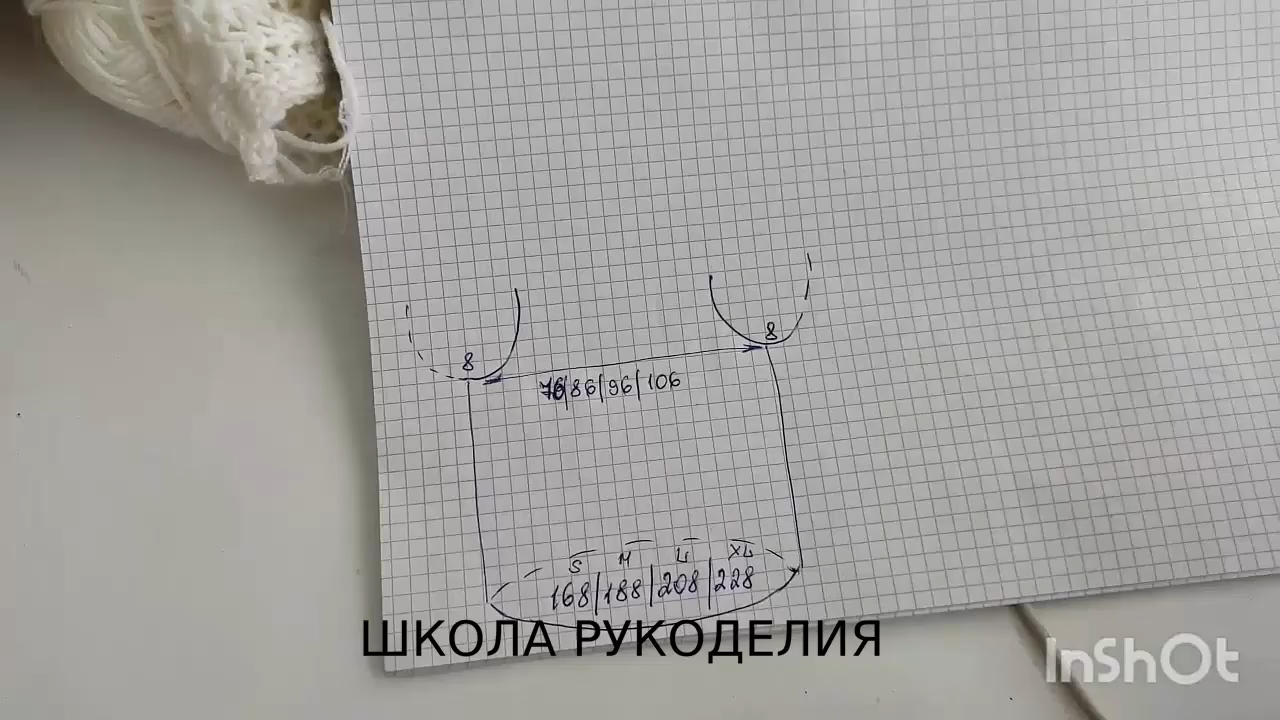 8
8
76/86/96/106
S M L XL
168/188/208/228
ШКОЛА РУКОДЕЛИЯ
InShOt